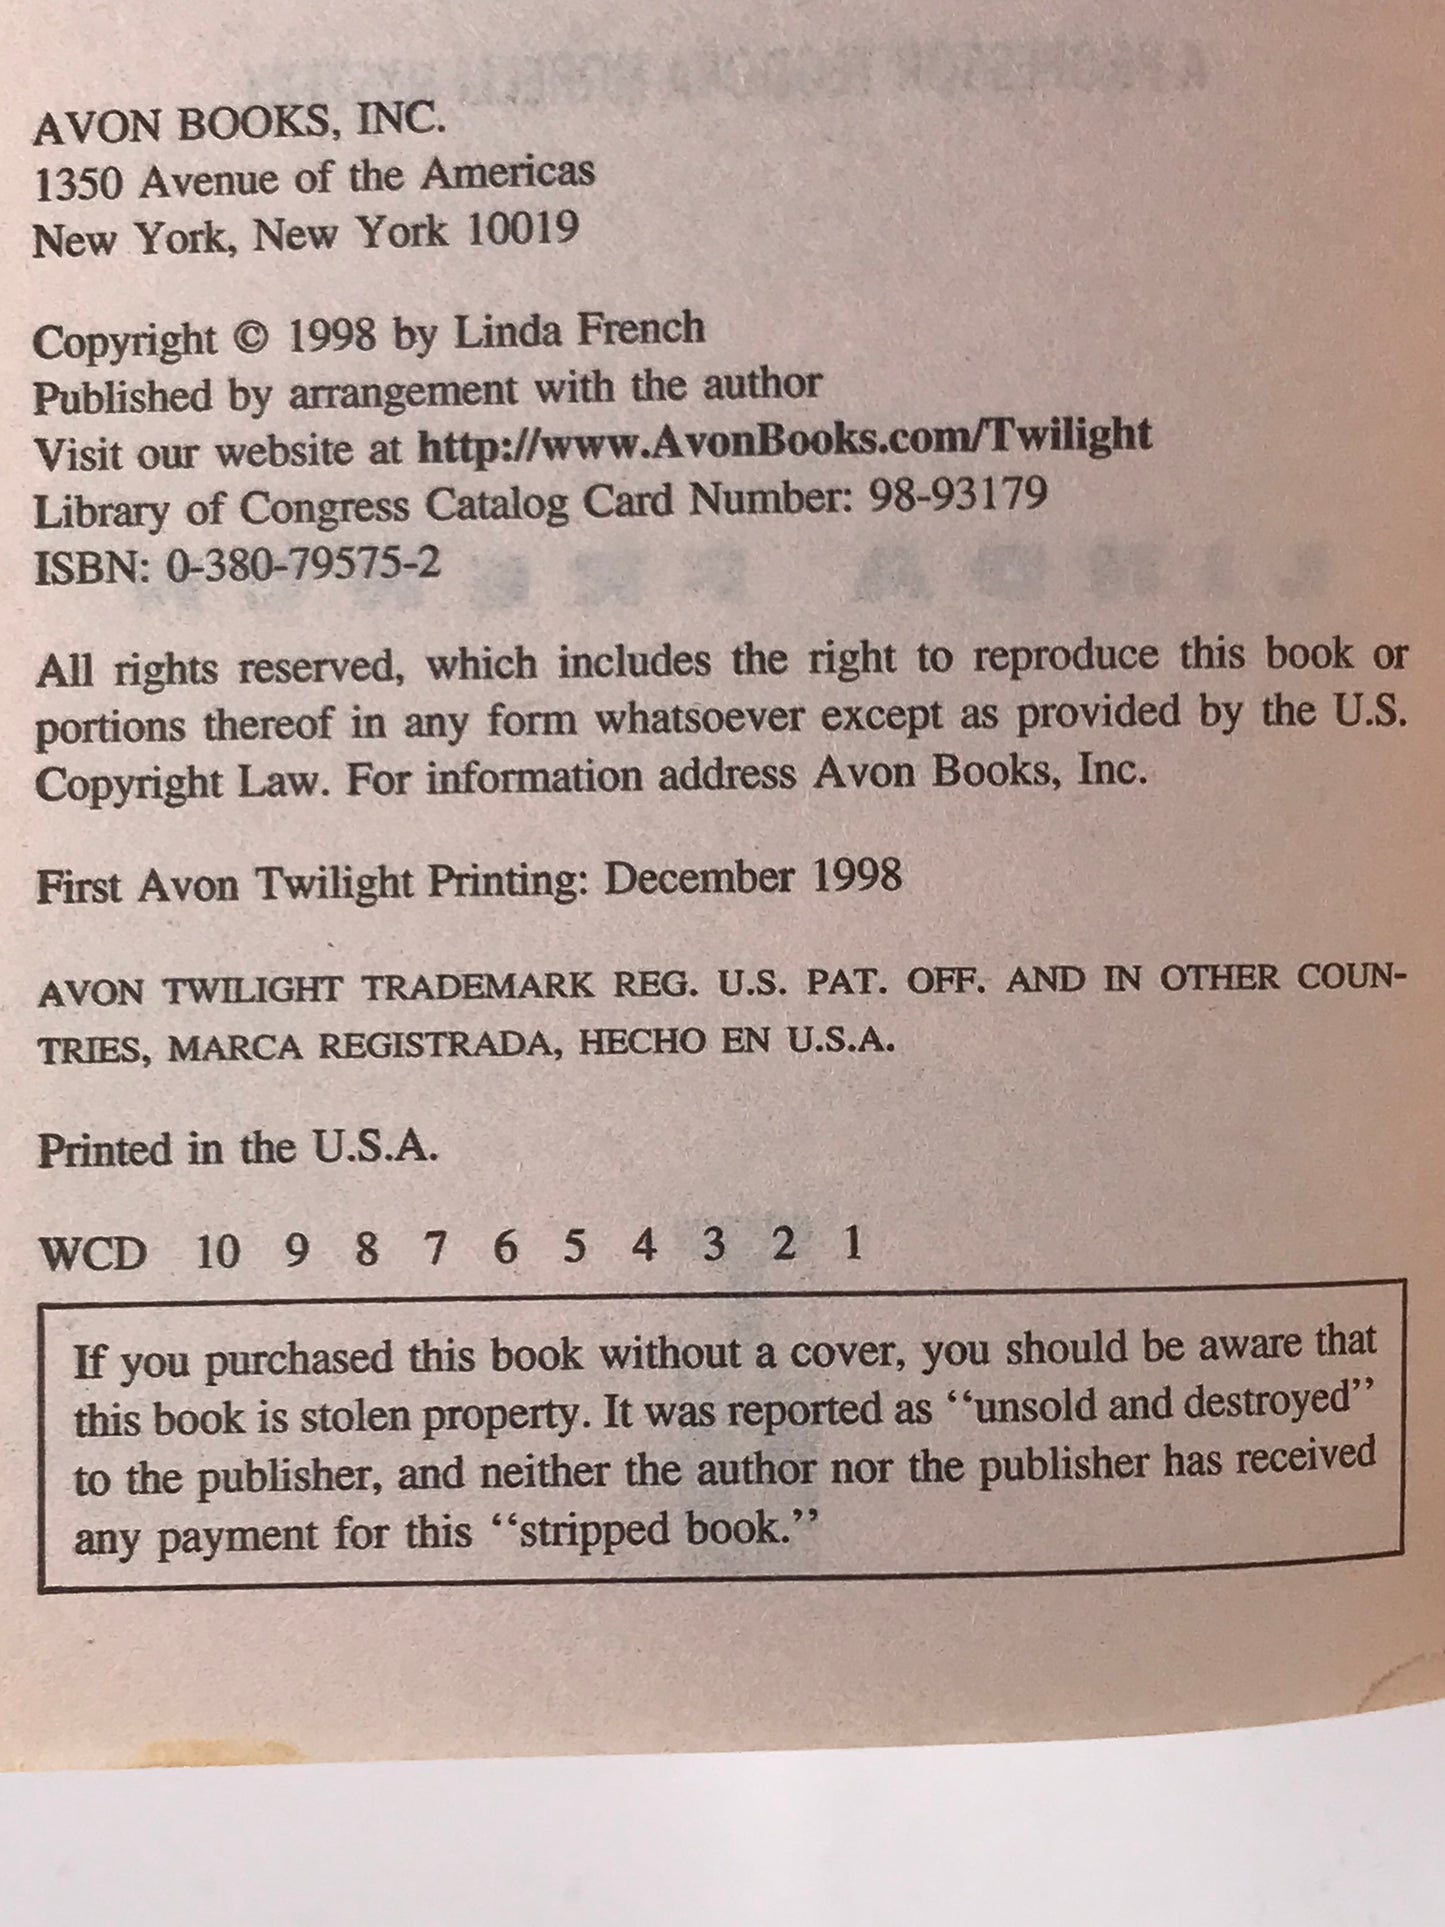 AVON BOOKS, INC.
1350 Avenue of the Americas
New York, New York 10019
Copyright © 1998 by Linda French
Published by arrangement with the author
Visit our website at http://www.AvonBooks.com/Twilight
Library of Congress Catalog Card Number: 98-93179
ISBN: 0-380-79575-2
All rights reserved, which includes the right to reproduce this book or
portions thereof in any form whatsoever except as provided by the U.S.
Copyright Law. For information address Avon Books, Inc.
First Avon Twilight Printing: December 1998
AVON TWILIGHT TRADEMARK REG. U.S. PAT. OFF. AND IN OTHER COUN-
TRIES, MARCA REGISTRADA, HECHO EN U.S.A.
Printed in the U.S.A.
WCD 10 9 8 7 6 5 4 3 2 1
If you purchased this book without a cover, you should be aware that
this book is stolen property. It was reported as ‘‘unsold and destroyed’’
to the publisher, and neither the author nor the publisher has received
any payment for this ‘‘stripped book.’’